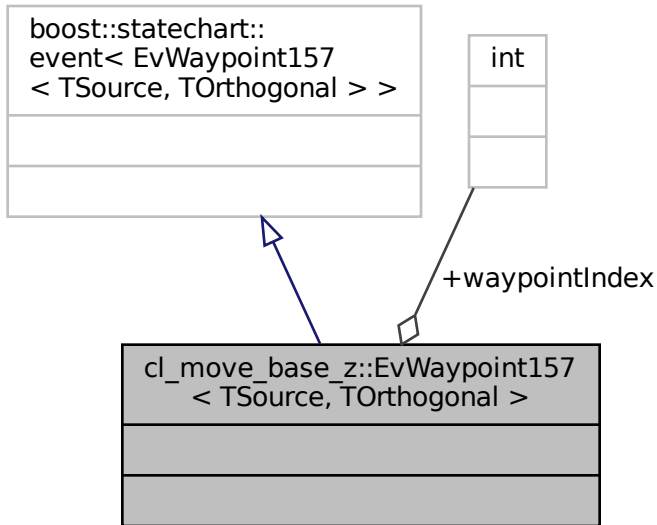 boost::statechart::
event< EvWaypoint157
< TSource, TOrthogonal > >
int
+waypointIndex
cl_move_base_z::EvWaypoint157
< TSource, TOrthogonal >